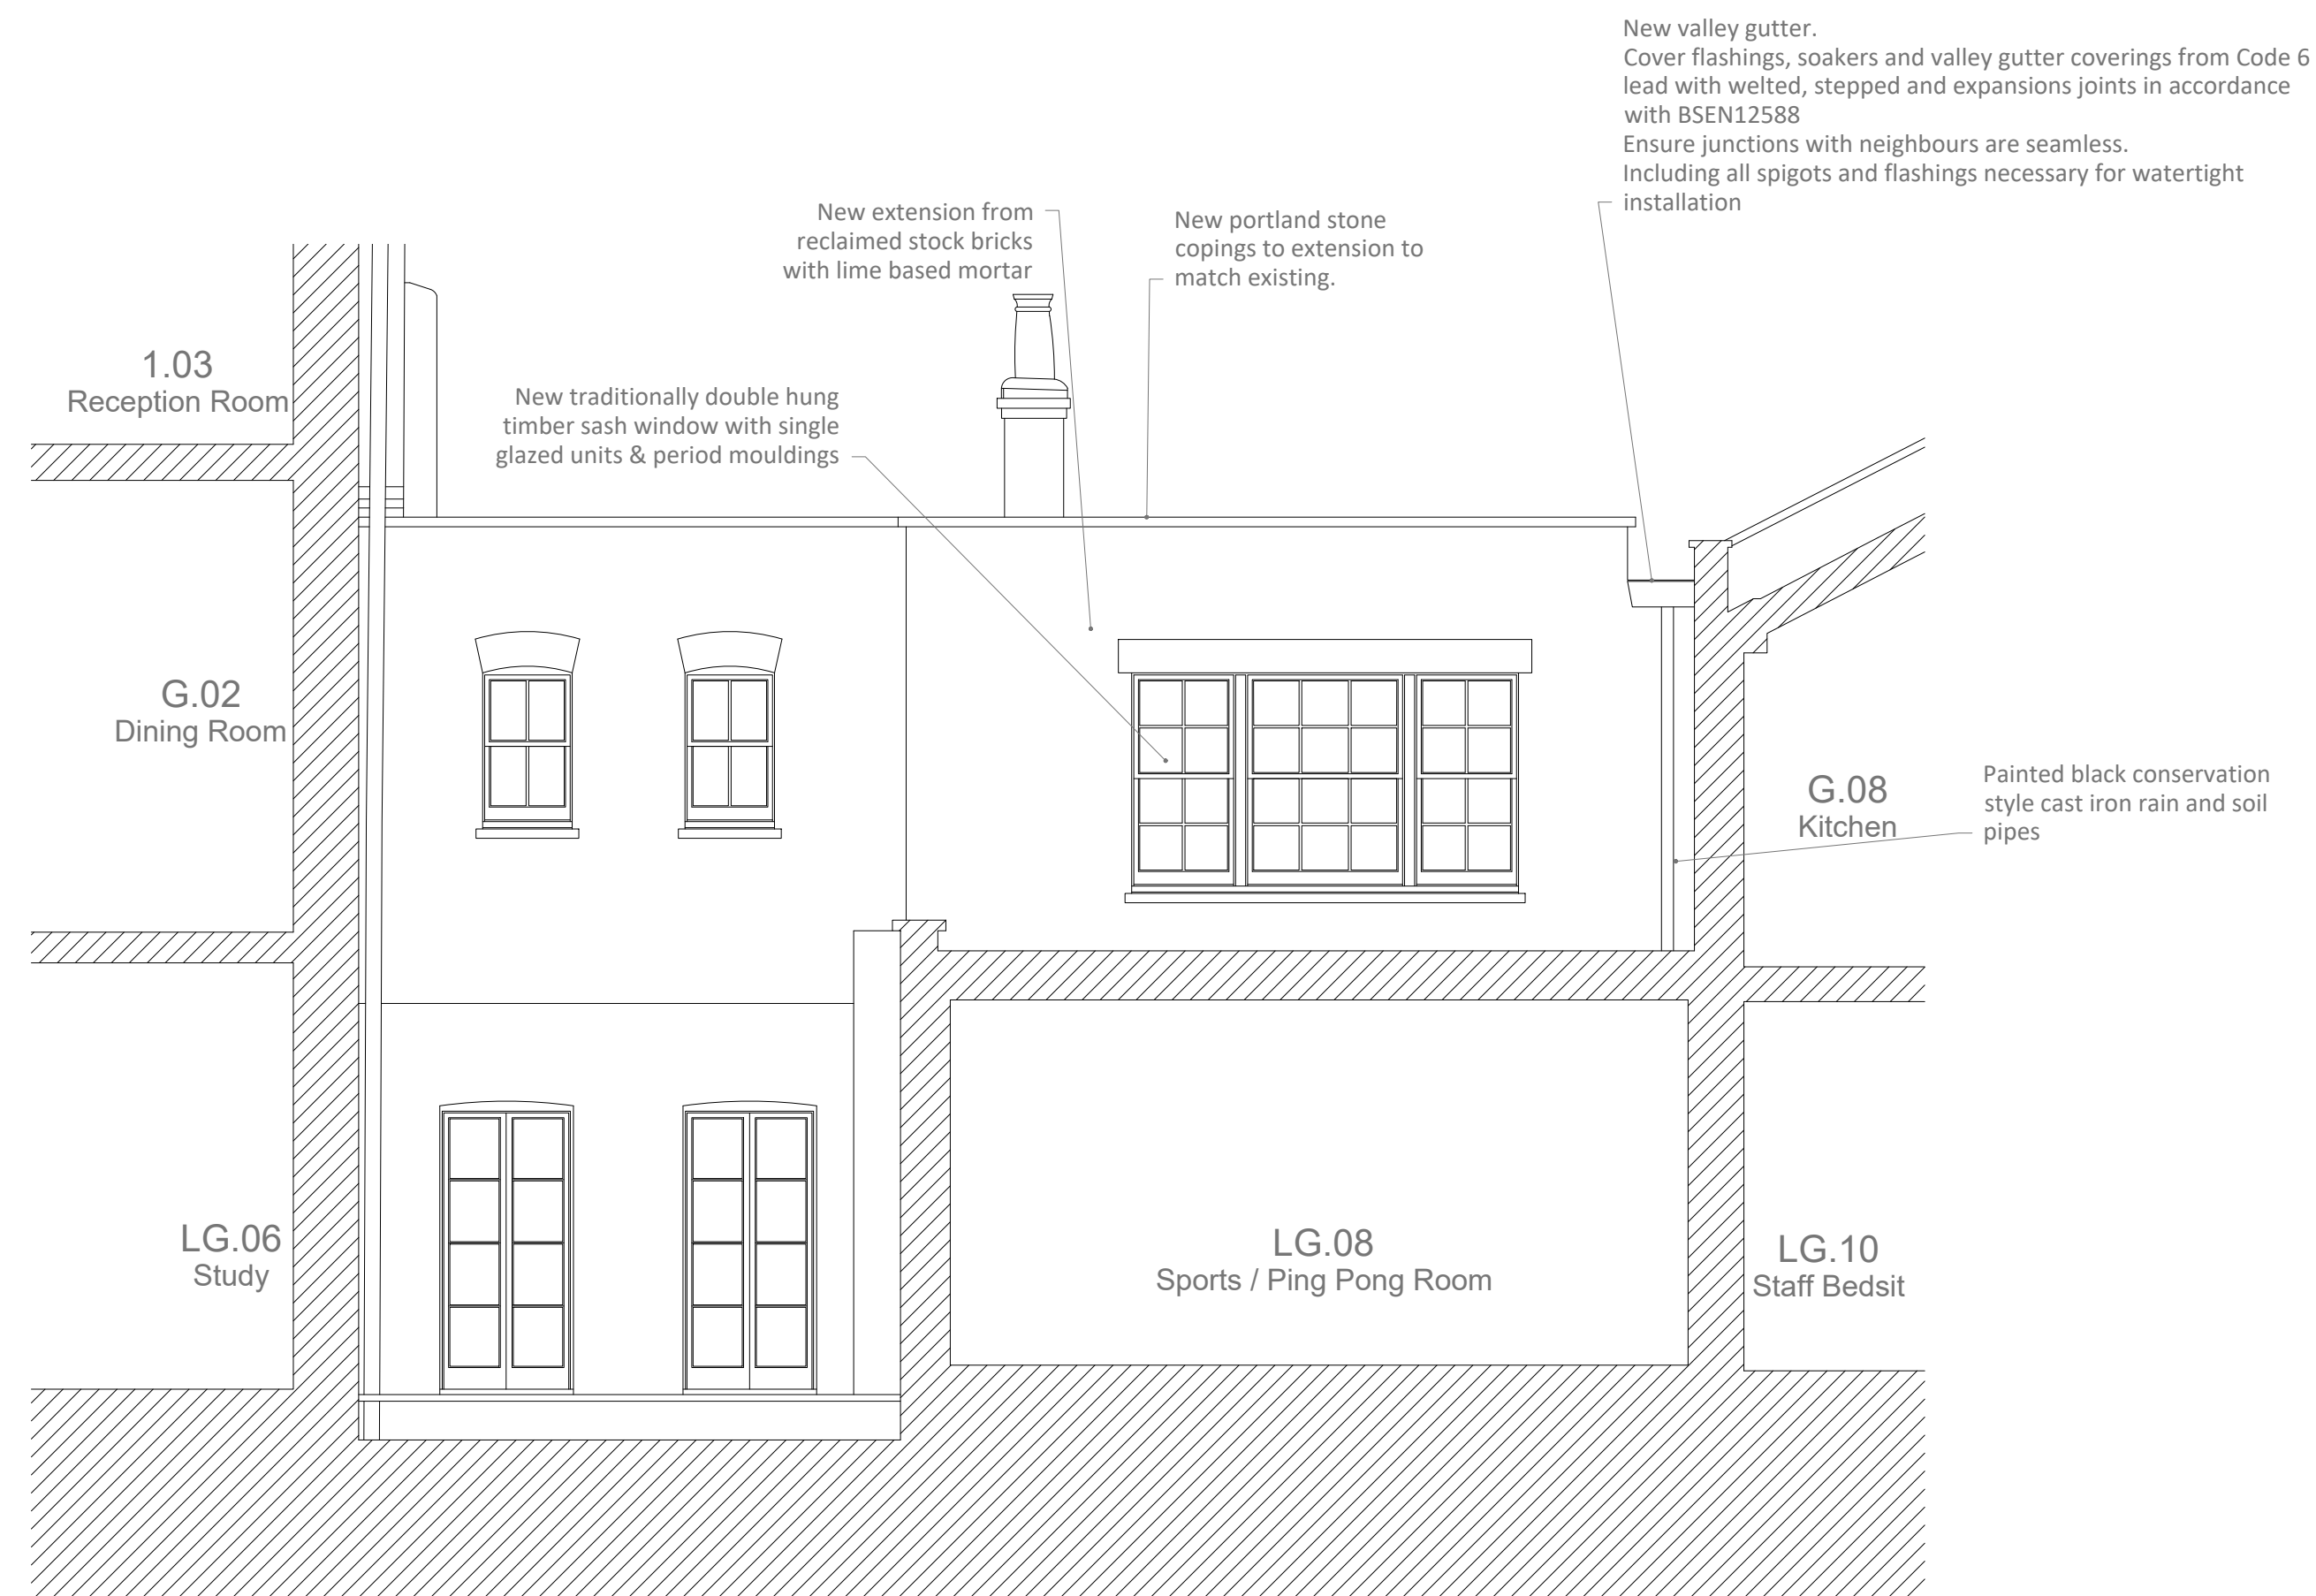 New valley gutter.
Cover flashings, soakers and valley gutter coverings from Code 6
lead with welted, stepped and expansions joints in accordance
with BSEN12588
Ensure junctions with neighbours are seamless.
Including all spigots and flashings necessary for watertight
installation
New extension from
reclaimed stock bricks
with lime based mortar
New portland stone
copings to extension to
match existing.
1.03
Reception Room
New traditionally double hung
timber sash window with single
glazed units & period mouldings
G.02
Dining Room
G.08
Kitchen
Painted black conservation
style cast iron rain and soil
pipes
LG.06
Study
LG.08
Sports / Ping Pong Room
LG.10
Staff Bedsit